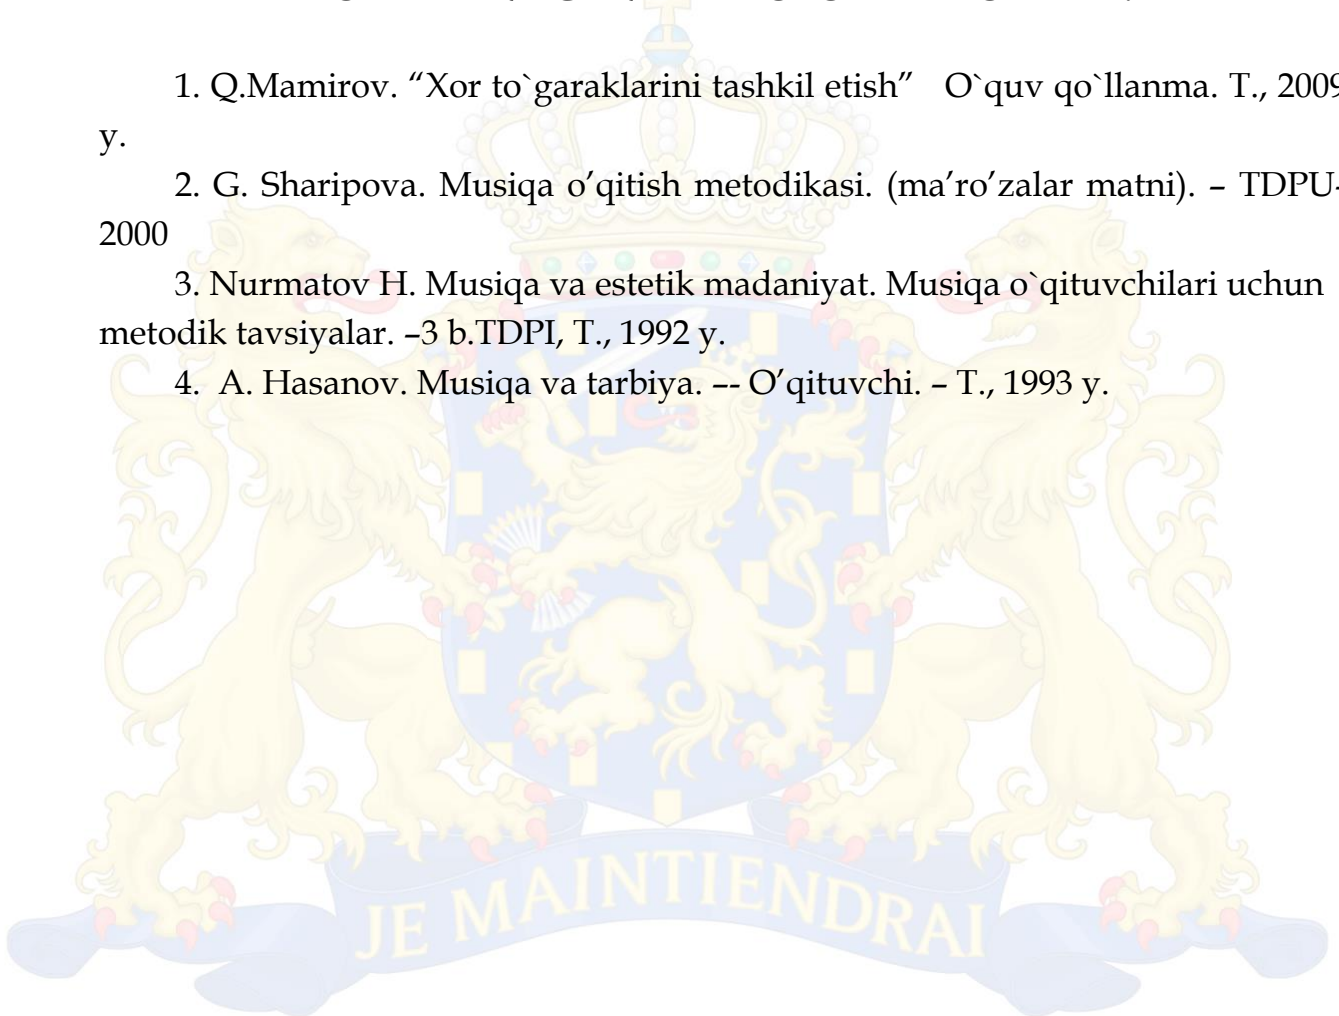 1. Q.Mamirov. “Xor to`garaklarini tashkil etish” O`quv qo`llanma. T., 2009
y.
2. G. Sharipova. Musiqa o’qitish metodikasi. (ma’ro’zalar matni). – TDPU-
2000
3. Nurmatov H. Musiqa va estetik madaniyat. Musiqa o`qituvchilari uchun
metodik tavsiyalar. –3 b.TDPI, T., 1992 y.
4. A. Hasanov. Musiqa va tarbiya. –- O’qituvchi. – T., 1993 y.
JE MAINTIENDRAI